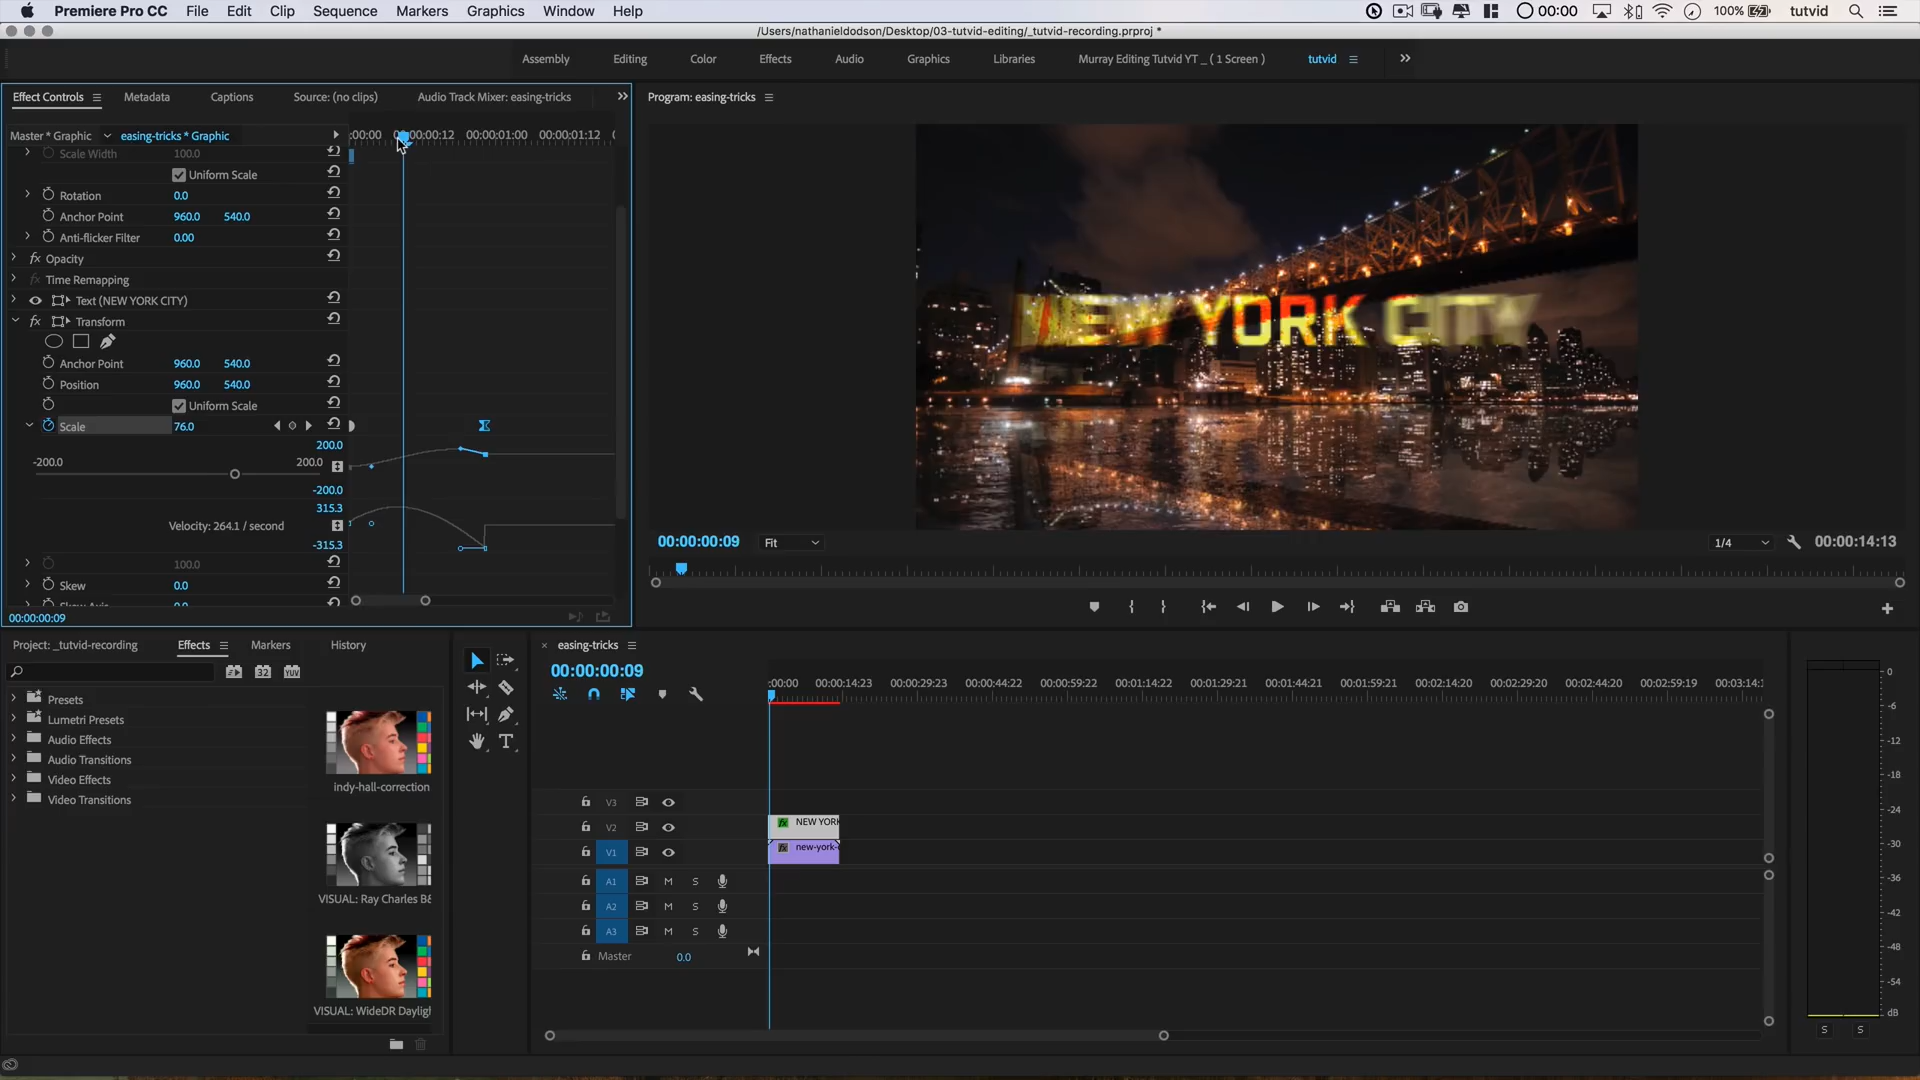 Premiere Pro CC File Edit Clip Sequence Markers Graphics Window Help 00:00 100% tutvid
/Users/nathanieldodson/Desktop/03-tutvid-editing/_tutvid-recording.prproj *
Assembly Editing Color Effects Audio Graphics Libraries Murray Editing Tutvid YT _ ( 1 Screen ) tutvid
Effect Controls Metadata Captions Source: (no clips) Audio Track Mixer: easing-tricks
Program: easing-tricks
Master * Graphic easing-tricks * Graphic
:00:00 00:00:00:12 00:00:01:00 00:00:01:12
Scale Width 100.0
Uniform Scale
Rotation 0.0
Anchor Point 960.0 540.0
Anti-flicker Filter 0.00
fx Opacity
fx Time Remapping
Text (NEW YORK CITY)
fx Transform
Anchor Point 960.0 540.0
Position 960.0 540.0
Uniform Scale
Scale 76.0
200.0
-200.0 200.0
-200.0
315.3
Velocity: 264.1 / second
-315.3
100.0
Skew 0.0
Skew Axis 0.0
00:00:00:09
NEW YORK CITY
00:00:00:09 Fit 1/4 00:00:14:13
Project: _tutvid-recording Effects Markers History
32 YUV
Presets
Lumetri Presets
Audio Effects
Audio Transitions
Video Effects
Video Transitions
indy-hall-correction
VISUAL: Ray Charles B&
VISUAL: WideDR Daylight
easing-tricks
00:00:00:09
:00:00 00:00:14:23 00:00:29:23 00:00:44:22 00:00:59:22 00:01:14:22 00:01:29:21 00:01:44:21 00:01:59:21 00:02:14:20 00:02:29:20 00:02:44:20 00:02:59:19 00:03:14:1
V3
V2 fx NEW YORK
V1 fx new-york-
A1 M S
A2 M S
A3 M S
Master 0.0
0
-6
-12
-18
-24
-30
-36
-42
-48
-54
dB
S S